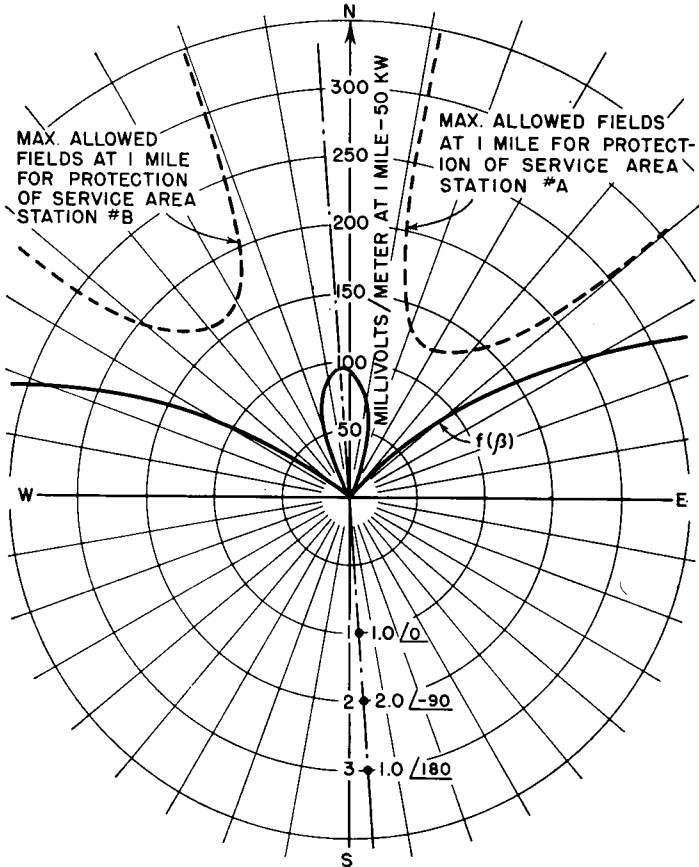 N
300
250
200
150
100
50
MILLIVOLTS/METER AT 1 MILE-50 KW
MAX. ALLOWED
FIELDS AT 1 MILE
FOR PROTECTION
OF SERVICE AREA
STATION #B
MAX. ALLOWED FIELDS
AT 1 MILE FOR PROTECT-
ION OF SERVICE AREA
STATION #A
f(β)
W
E
1 1.0 /0
2 2.0 /-90
3 1.0 /180
S